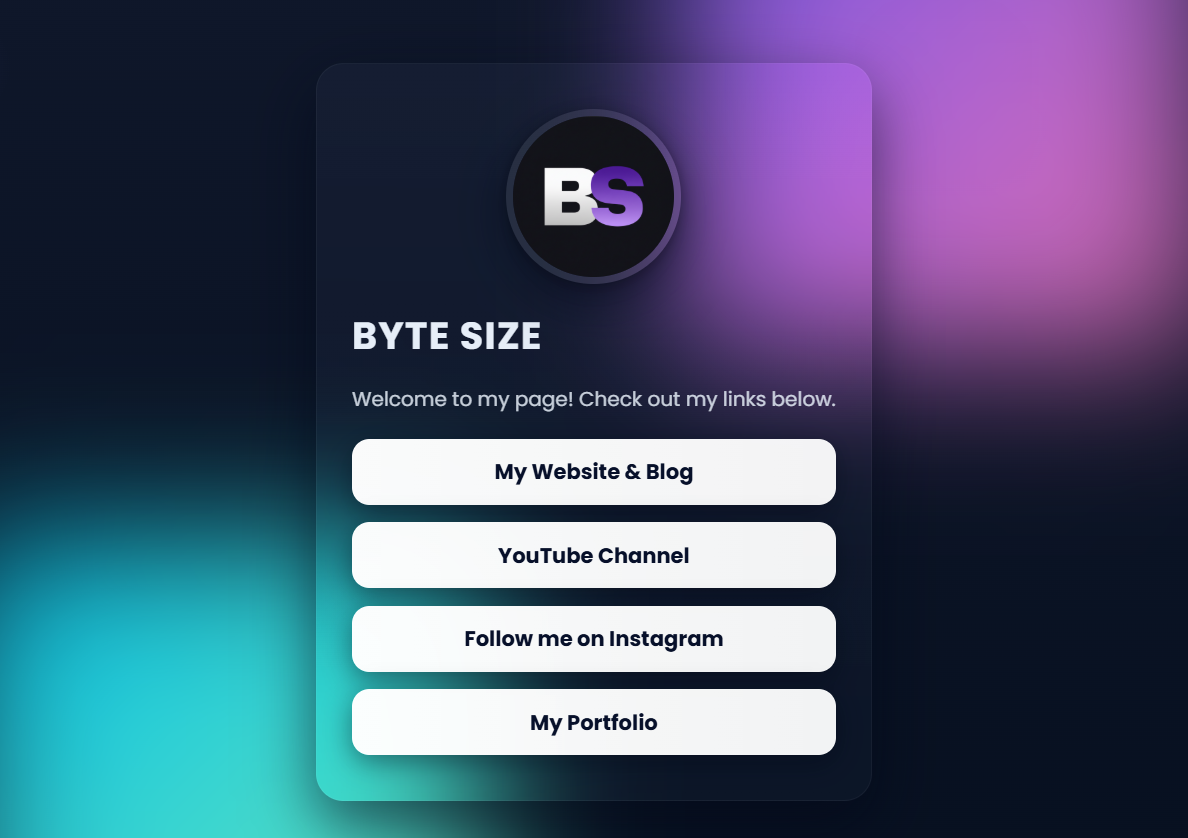 BS
BYTE SIZE
Welcome to my page! Check out my links below.
My Website & Blog
YouTube Channel
Follow me on Instagram
My Portfolio